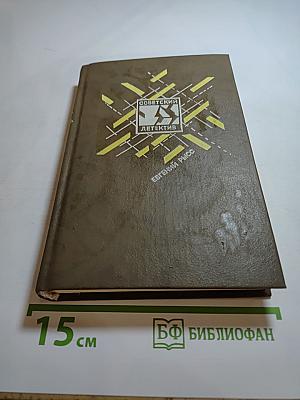 СОВЕТСКИЙ
ДЕТЕКТИВ
ЕВГЕНИЙ РЫСС
15 см
БФ БИБЛИОФАН